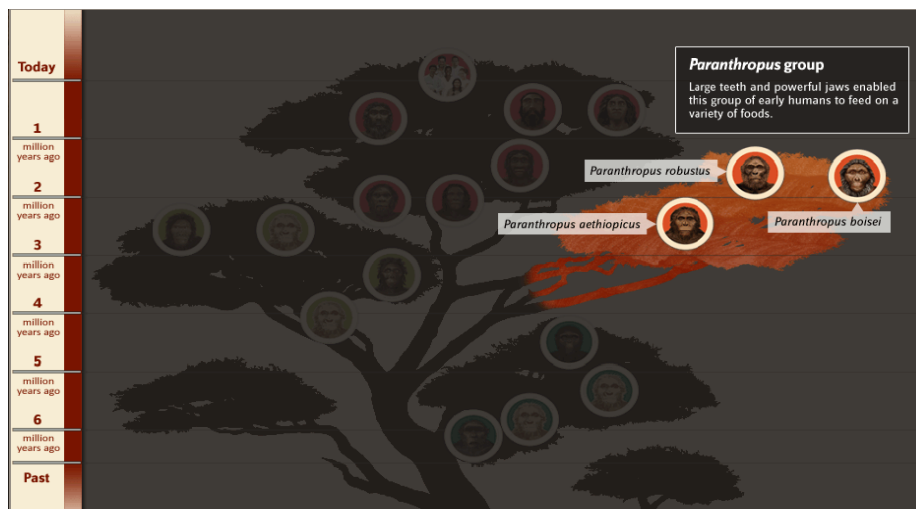 Today
1
million
years ago
2
million
years ago
3
million
years ago
4
million
years ago
5
million
years ago
6
million
years ago
Past
Paranthropus group
Large teeth and powerful jaws enabled
this group of early humans to feed on a
variety of foods.
Paranthropus robustus
Paranthropus aethiopicus
Paranthropus boisei